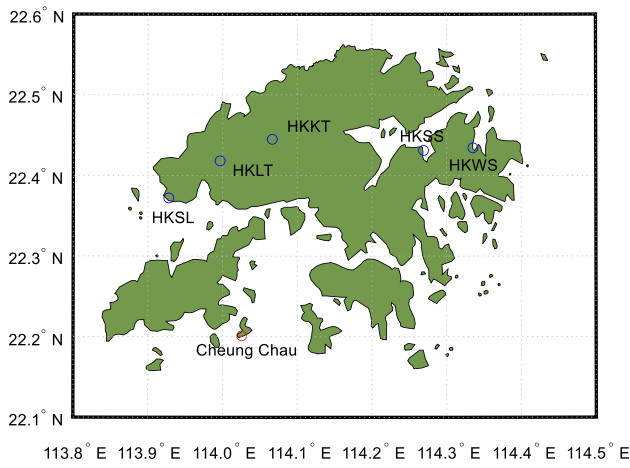 22.6° N
22.5° N
HKKT
HKSS
HKLT
HKWS
22.4° N
HKSL
22.3° N
22.2° N
Cheung Chau
22.1° N
113.8° E 113.9° E 114.0° E 114.1° E 114.2° E 114.3° E 114.4° E 114.5° E